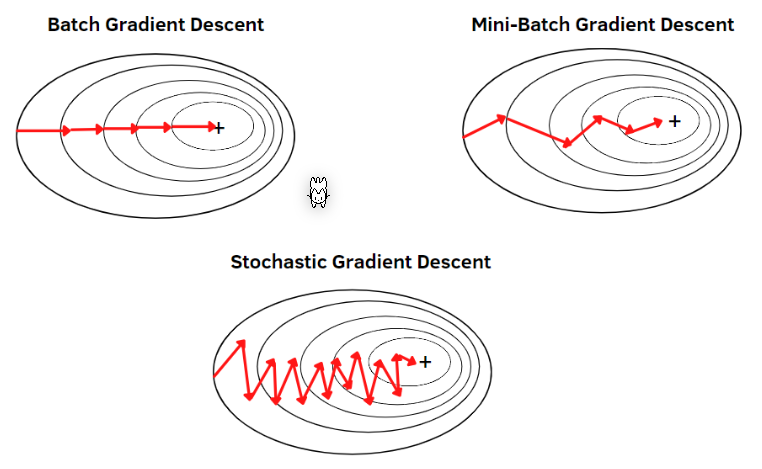 Batch Gradient Descent
Mini-Batch Gradient Descent
Stochastic Gradient Descent